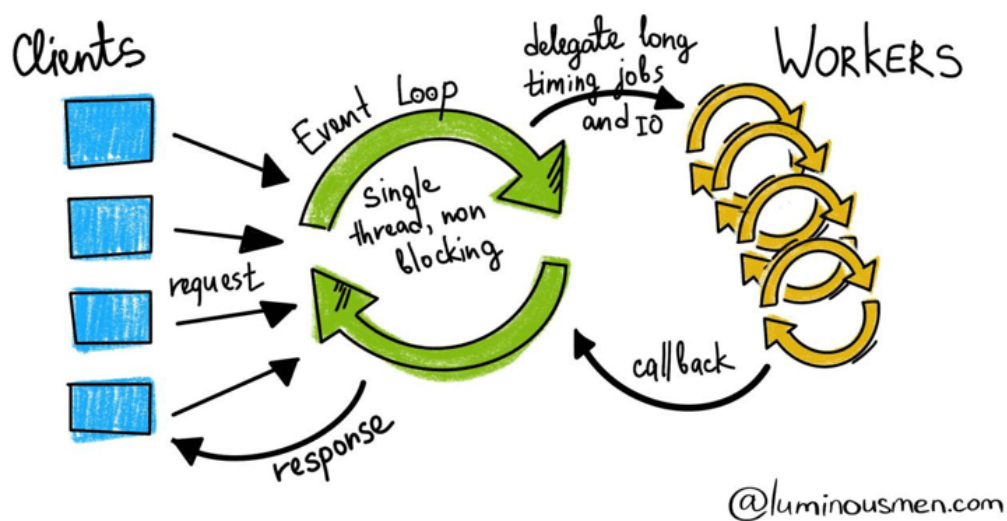 Clients
Event Loop
single
thread, non
blocking
delegate long
timing jobs
and IO
WORKERS
request
response
callback
@luminousmen.com